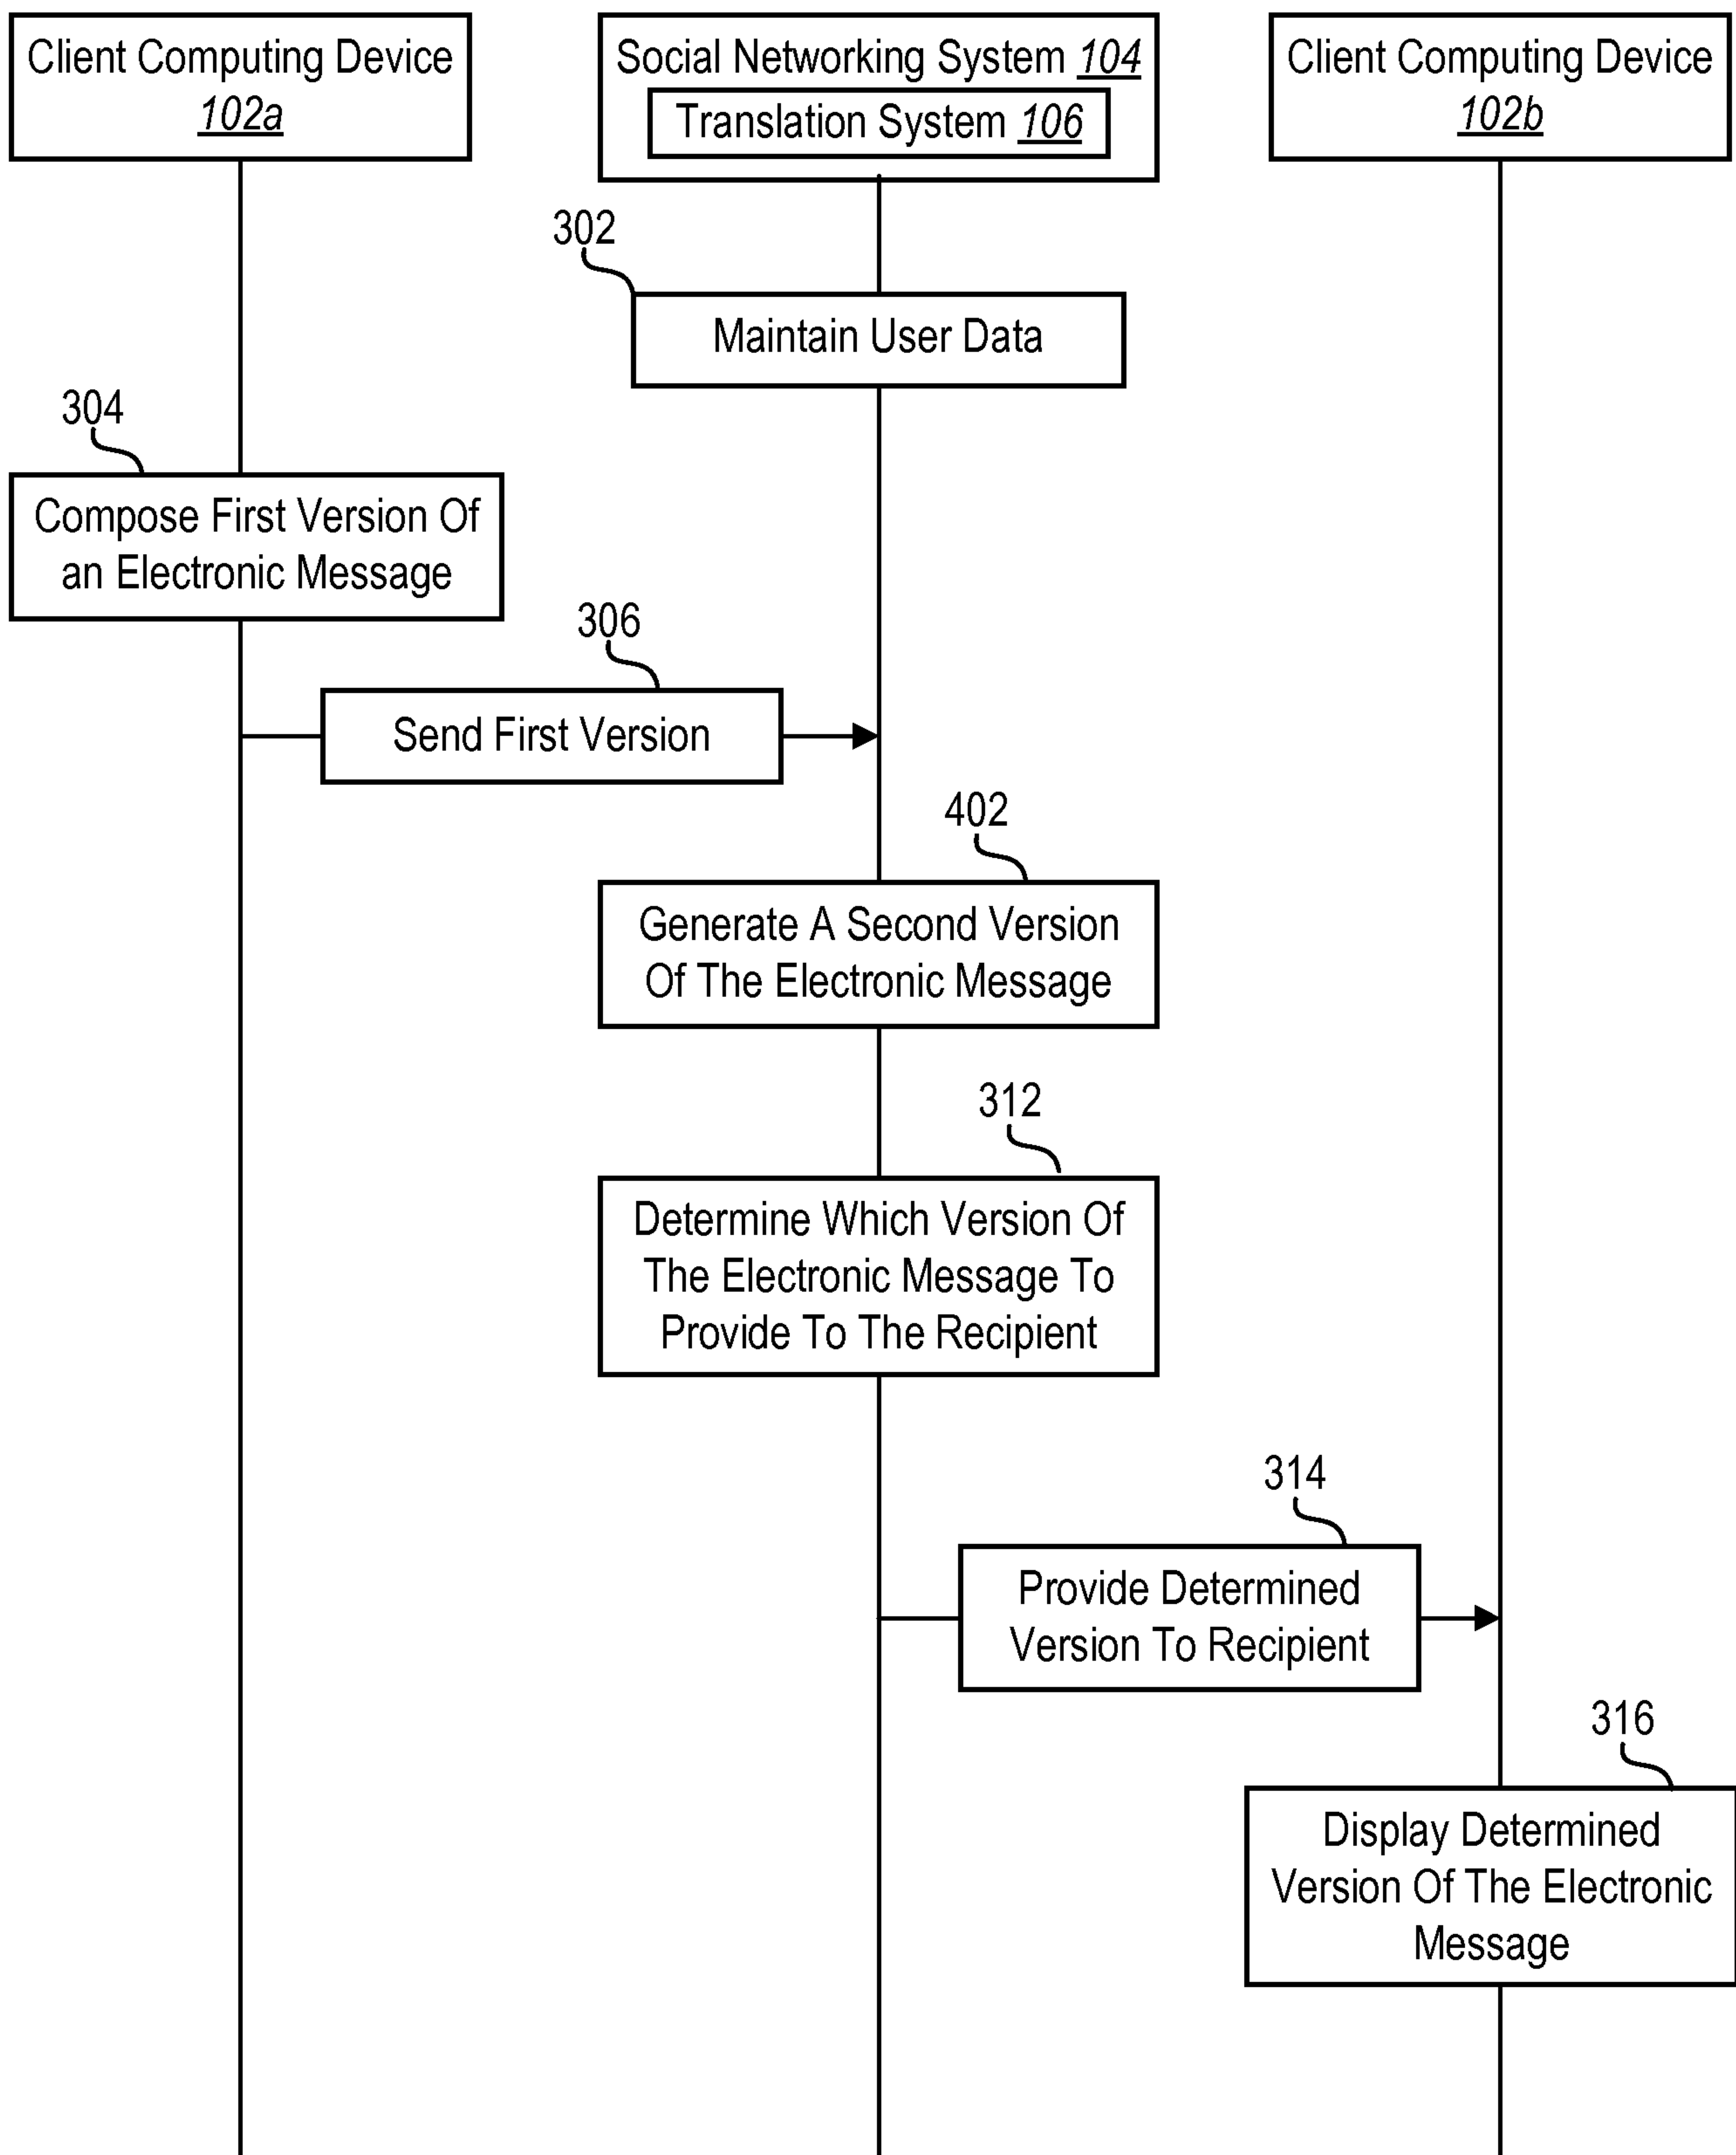 Client Computing Device
102a
Social Networking System 104
Translation System 106
Client Computing Device
102b
302
Maintain User Data
304
Compose First Version Of
an Electronic Message
306
Send First Version
402
Generate A Second Version
Of The Electronic Message
312
Determine Which Version Of
The Electronic Message To
Provide To The Recipient
314
Provide Determined
Version To Recipient
316
Display Determined
Version Of The Electronic
Message